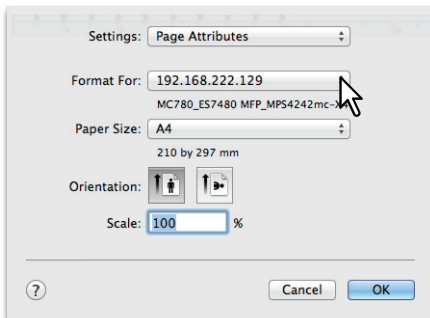 Settings: Page Attributes
Format For: 192.168.222.129
MC780_ES7480 MFP_MPS4242mc-X4
Paper Size: A4
210 by 297 mm
Orientation:
Scale: 100 %
? Cancel OK